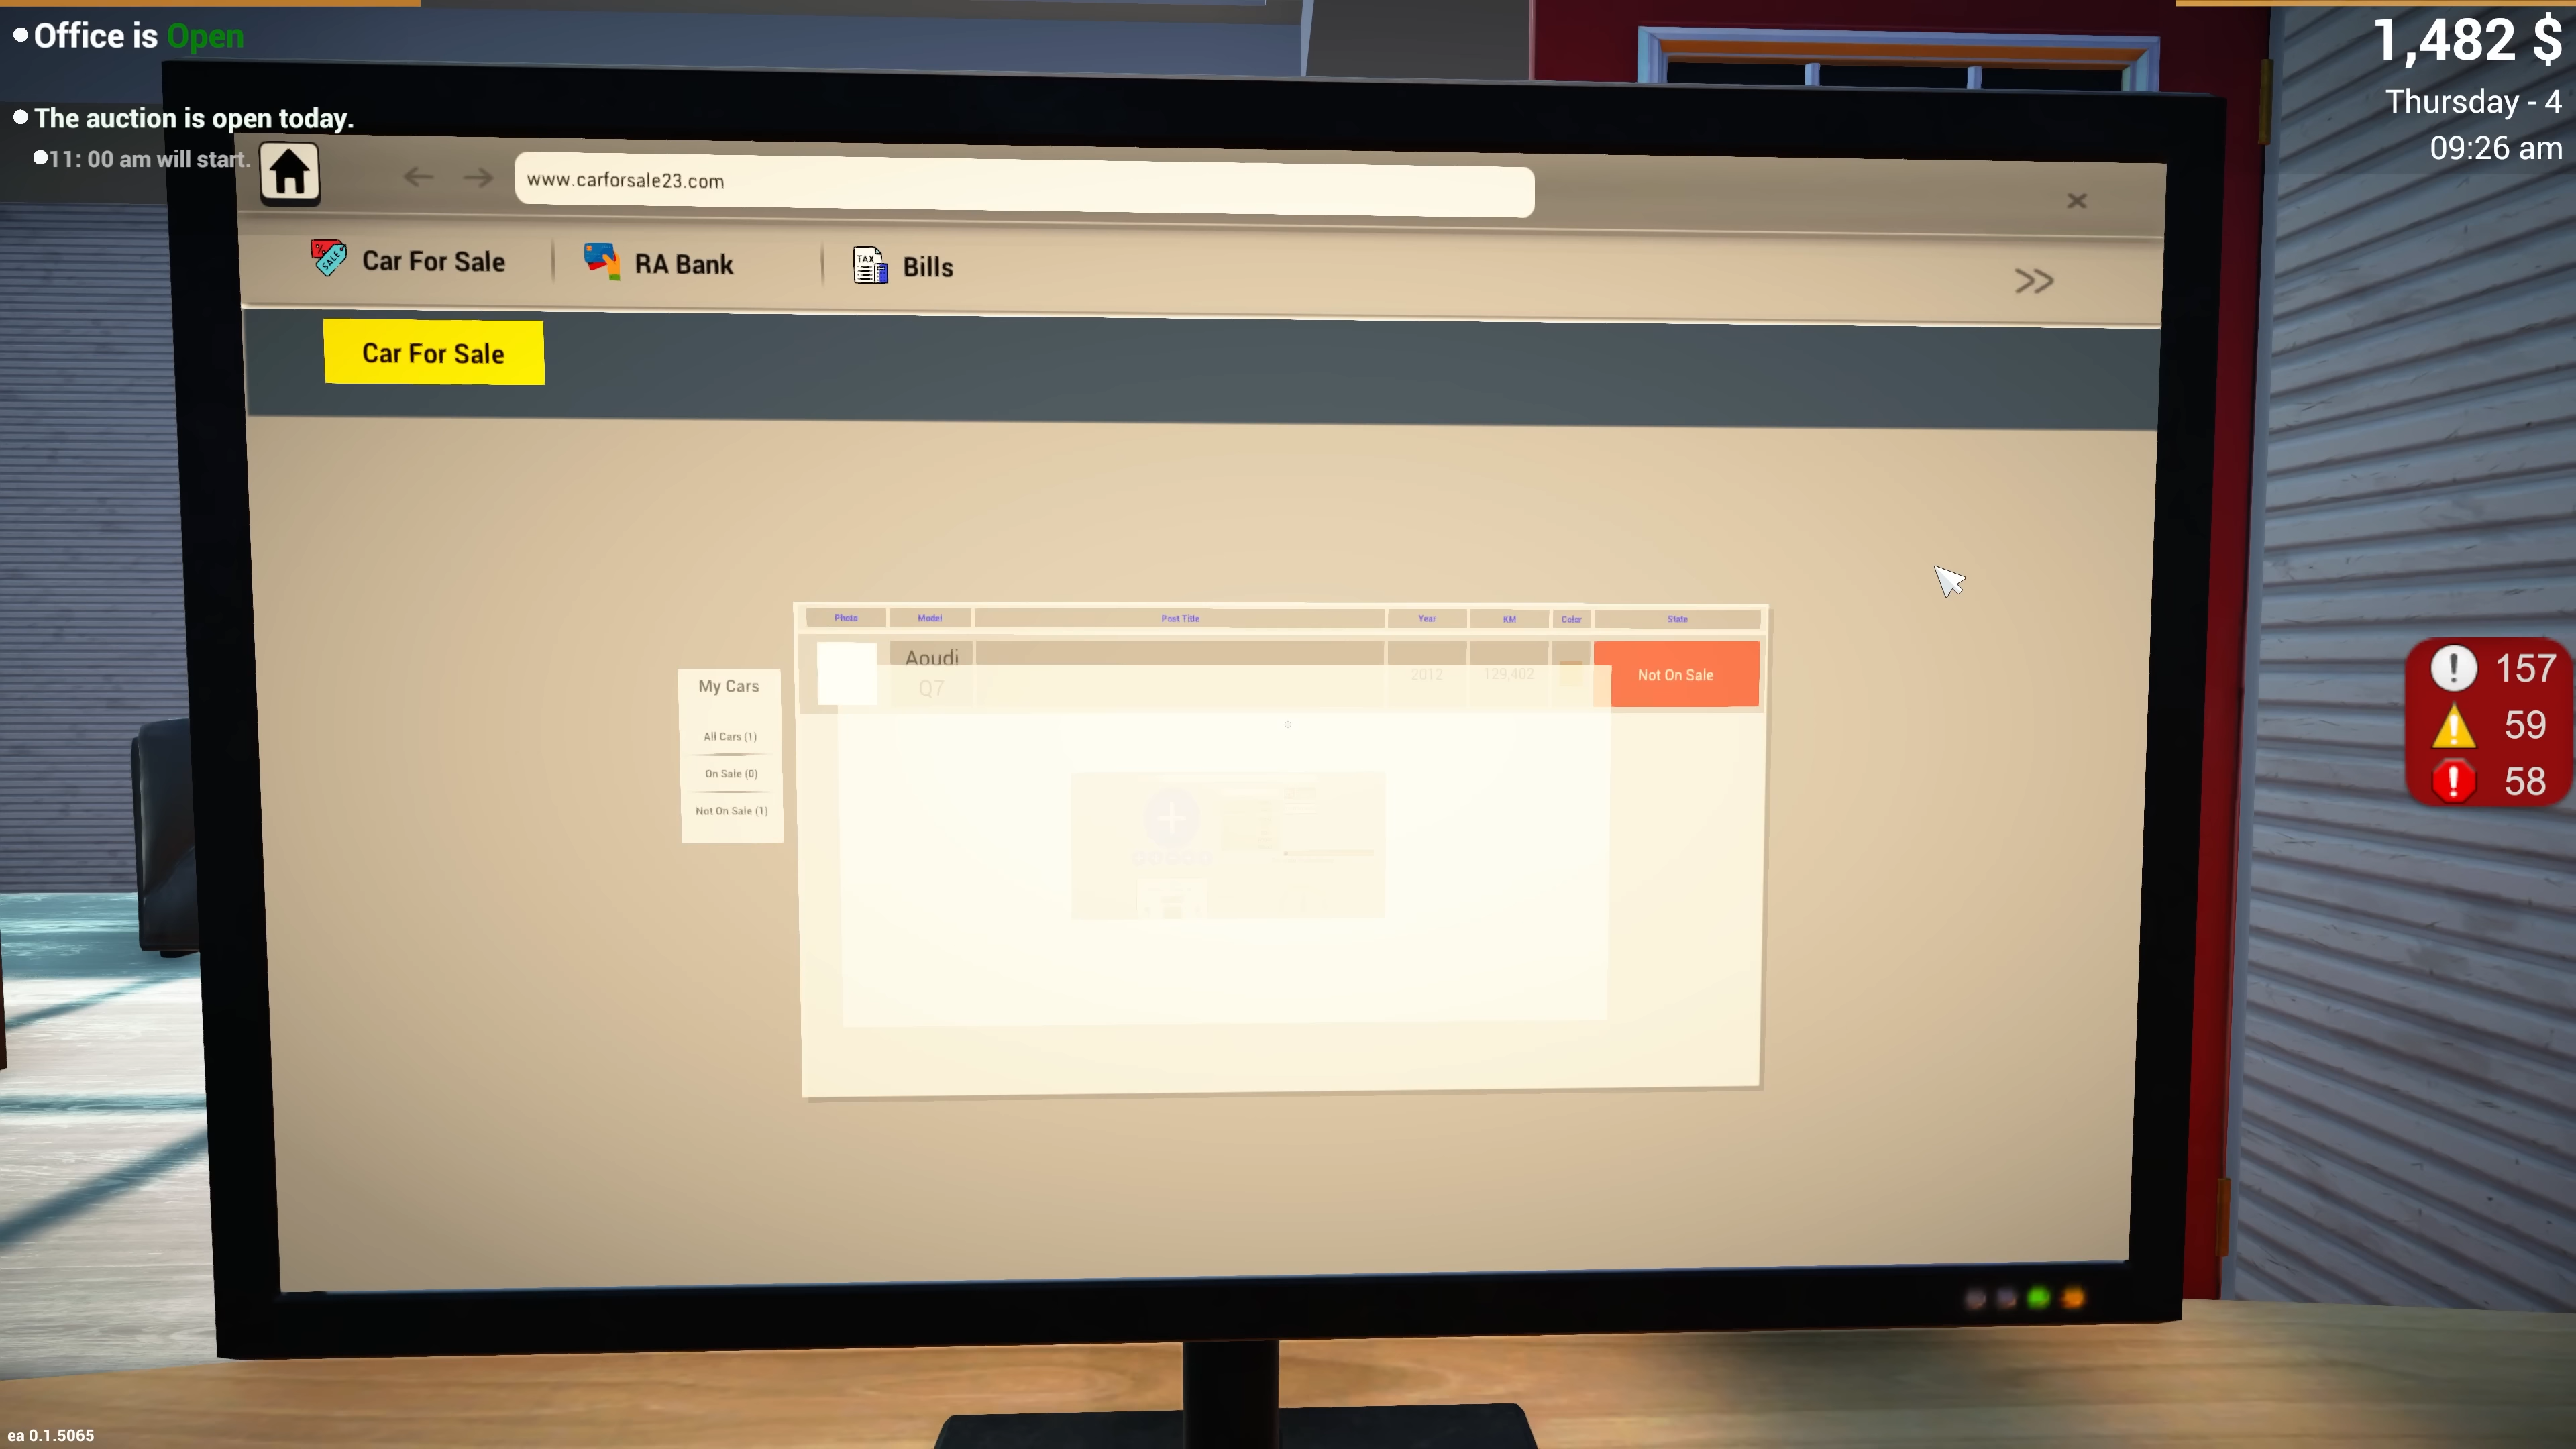 Office is Open
The auction is open today.
11: 00 am will start.
1,482 $
Thursday - 4
09:26 am
www.carforsale23.com
Car For Sale
RA Bank
Bills
Car For Sale
Photo Model Post Title Year KM Color State
Aoudi
Q7
2012
129,402
Not On Sale
My Cars
All Cars (1)
On Sale (0)
Not On Sale (1)
157
59
58
ea 0.1.5065